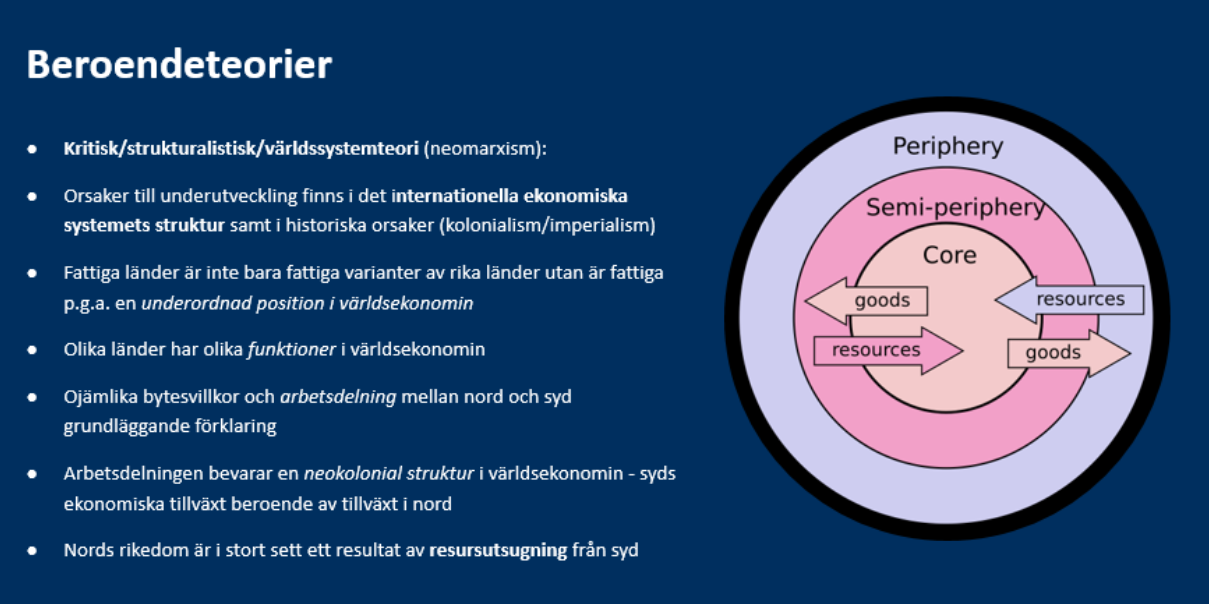 Beroendeteorier
● Kritisk/strukturalistisk/världssystemteori (neomarxism):
● Orsaker till underutveckling finns i det internationella ekonomiska
systemets struktur samt i historiska orsaker (kolonialism/imperialism)
● Fattiga länder är inte bara fattiga varianter av rika länder utan är fattiga
p.g.a. en underordnad position i världsekonomin
● Olika länder har olika funktioner i världsekonomin
● Ojämlika bytesvillkor och arbetsdelning mellan nord och syd
grundläggande förklaring
● Arbetsdelningen bevarar en neokolonial struktur i världsekonomin - syds
ekonomiska tillväxt beroende av tillväxt i nord
● Nords rikedom är i stort sett ett resultat av resursutsugning från syd
Periphery
Semi-periphery
Core
goods
resources
resources
goods